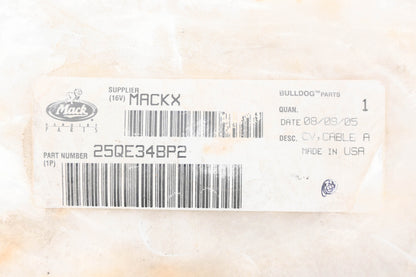 Mack
SUPPLIER
(16V) MACKX
BULLDOG™ PARTS
QUAN. 1
DATE 08/09/05
DESC. CV, CABLE A
MADE IN USA
PART NUMBER
(1P) 25QE34BP2